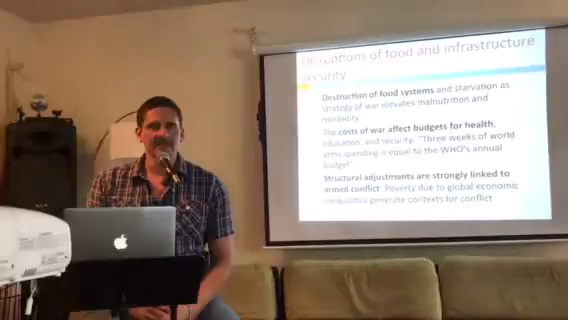 Disruptions of food and infrastructure
security
Destruction of food systems and starvation as
strategy of war elevates malnutrition and
morbidity
The costs of war affect budgets for health,
education, and security: "Three weeks of world
arms spending is equal to the WHO's annual
budget"
Structural adjustments are strongly linked to
armed conflict: Poverty due to global economic
inequalities generate contexts for conflict